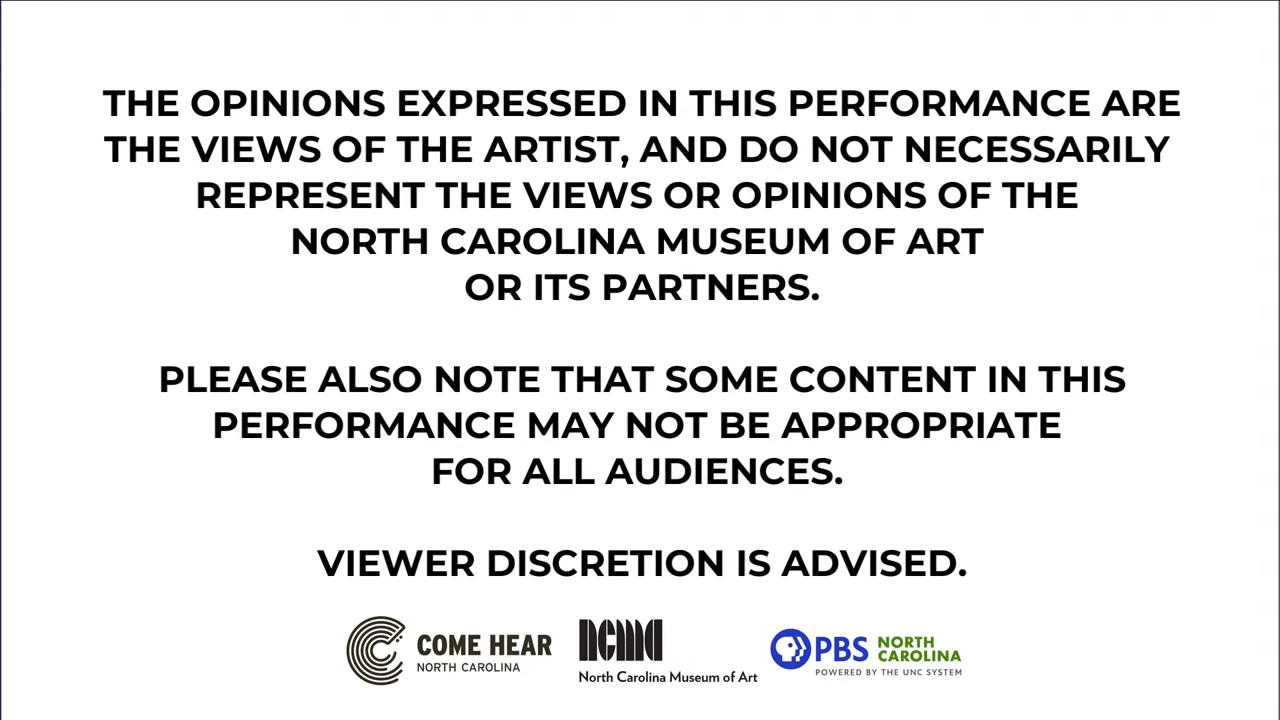 THE OPINIONS EXPRESSED IN THIS PERFORMANCE ARE
THE VIEWS OF THE ARTIST, AND DO NOT NECESSARILY
REPRESENT THE VIEWS OR OPINIONS OF THE
NORTH CAROLINA MUSEUM OF ART
OR ITS PARTNERS.
PLEASE ALSO NOTE THAT SOME CONTENT IN THIS
PERFORMANCE MAY NOT BE APPROPRIATE
FOR ALL AUDIENCES.
VIEWER DISCRETION IS ADVISED.
COME HEAR
NORTH CAROLINA
ncma
North Carolina Museum of Art
PBS NORTH
CAROLINA
POWERED BY THE UNC SYSTEM